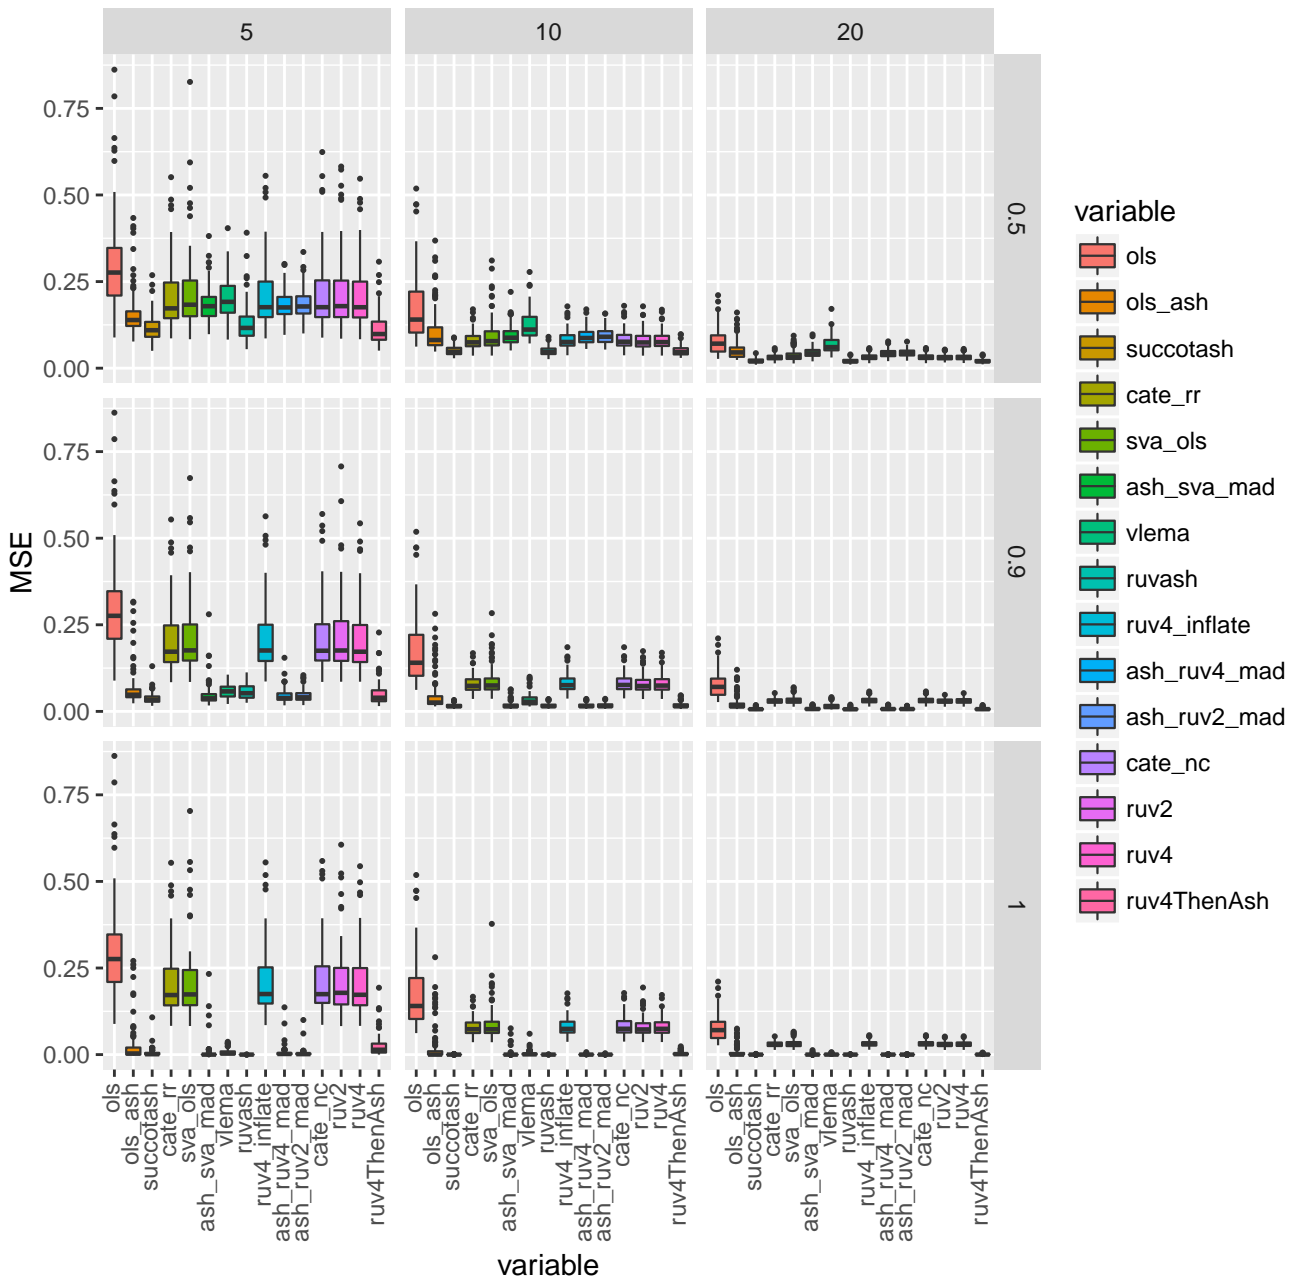 5
10
20
0.5
0.9
1
MSE
0.75
0.50
0.25
0.00
0.75
0.50
0.25
0.00
0.75
0.50
0.25
0.00
ols
ols_ash
succotash
cate_rr
sva_ols
ash_sva_mad
vlema
ruvash
ruv4_inflate
ash_ruv4_mad
ash_ruv2_mad
cate_nc
ruv2
ruv4
ruv4ThenAsh
ols
ols_ash
succotash
cate_rr
sva_ols
ash_sva_mad
vlema
ruvash
ruv4_inflate
ash_ruv4_mad
ash_ruv2_mad
cate_nc
ruv2
ruv4
ruv4ThenAsh
ols
ols_ash
succotash
cate_rr
sva_ols
ash_sva_mad
vlema
ruvash
ruv4_inflate
ash_ruv4_mad
ash_ruv2_mad
cate_nc
ruv2
ruv4
ruv4ThenAsh
variable
variable
ols
ols_ash
succotash
cate_rr
sva_ols
ash_sva_mad
vlema
ruvash
ruv4_inflate
ash_ruv4_mad
ash_ruv2_mad
cate_nc
ruv2
ruv4
ruv4ThenAsh